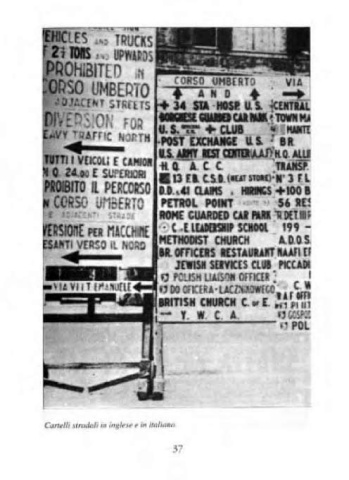 VEHICLES AND TRUCKS
2½ TONS AND UPWARDS
PROHIBITED IN
CORSO UMBERTO
ADJACENT STREETS
DIVERSION FOR
HEAVY TRAFFIC NORTH
TUTTI I VEICOLI E CAMION
24.00 E SUPERIORI
PROIBITO IL PERCORSO
CORSO UMBERTO
E ADIACENTI STRADE
VERSIONE PER MACCHINE
ESANTI VERSO IL NORD
VIA VITT EMANUELE
CORSO UMBERTO
AND
+ 34 STA HOSP. U.S.
BORGHESE GUARDED CAR PARK
U.S. + CLUB
POST EXCHANGE U.S.
U.S. ARMY REST CENTER (A.A.F)
H.Q. A.C.C.
13 FB C.S.D. (MEAT STORE)
D.D. 41 CLAIMS HIRINGS
PETROL POINT
ROME GUARDED CAR PARK
C. E LEADERSHIP SCHOOL
METHODIST CHURCH
BR. OFFICERS RESTAURANT
JEWISH SERVICES CLUB
POLISH LIAISON OFFICER
DO OFICERA-LACZNIKOWEGO
BRITISH CHURCH C. OF E.
Y. W. C. A.
VIA
CENTRAL
TOWN MA
MANTE
BR.
H.Q. ALLI
TRANSP.
N° 3 FL
+ 100 B
56 RES
199 -
A.D.O.S.
NAAFI EF
PICCADI
C. W
POL
Cartelli stradali in inglese e in italiano.
57